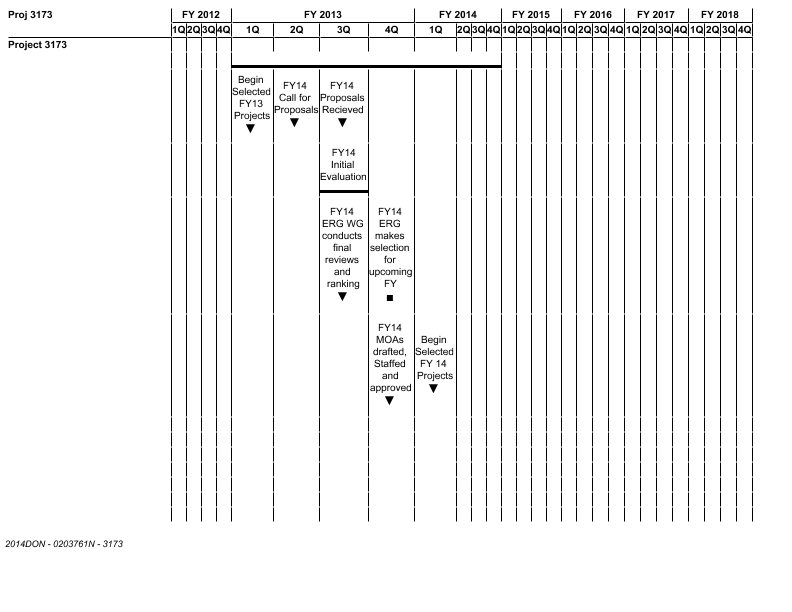 Proj 3173 FY 2012 FY 2013 FY 2014 FY 2015 FY 2016 FY 2017 FY 2018
1Q 2Q 3Q 4Q 1Q 2Q 3Q 4Q 1Q 2Q 3Q 4Q 1Q 2Q 3Q 4Q 1Q 2Q 3Q 4Q 1Q 2Q 3Q 4Q 1Q 2Q 3Q 4Q
Project 3173
Begin
Selected
FY13
Projects
FY14
Call for
Proposals
FY14
Proposals
Recieved
FY14
Initial
Evaluation
FY14
ERG WG
conducts
final
reviews
and
ranking
FY14
ERG
makes
selection
for
upcoming
FY
FY14
MOAs
drafted,
Staffed
and
approved
Begin
Selected
FY 14
Projects
2014DON - 0203761N - 3173